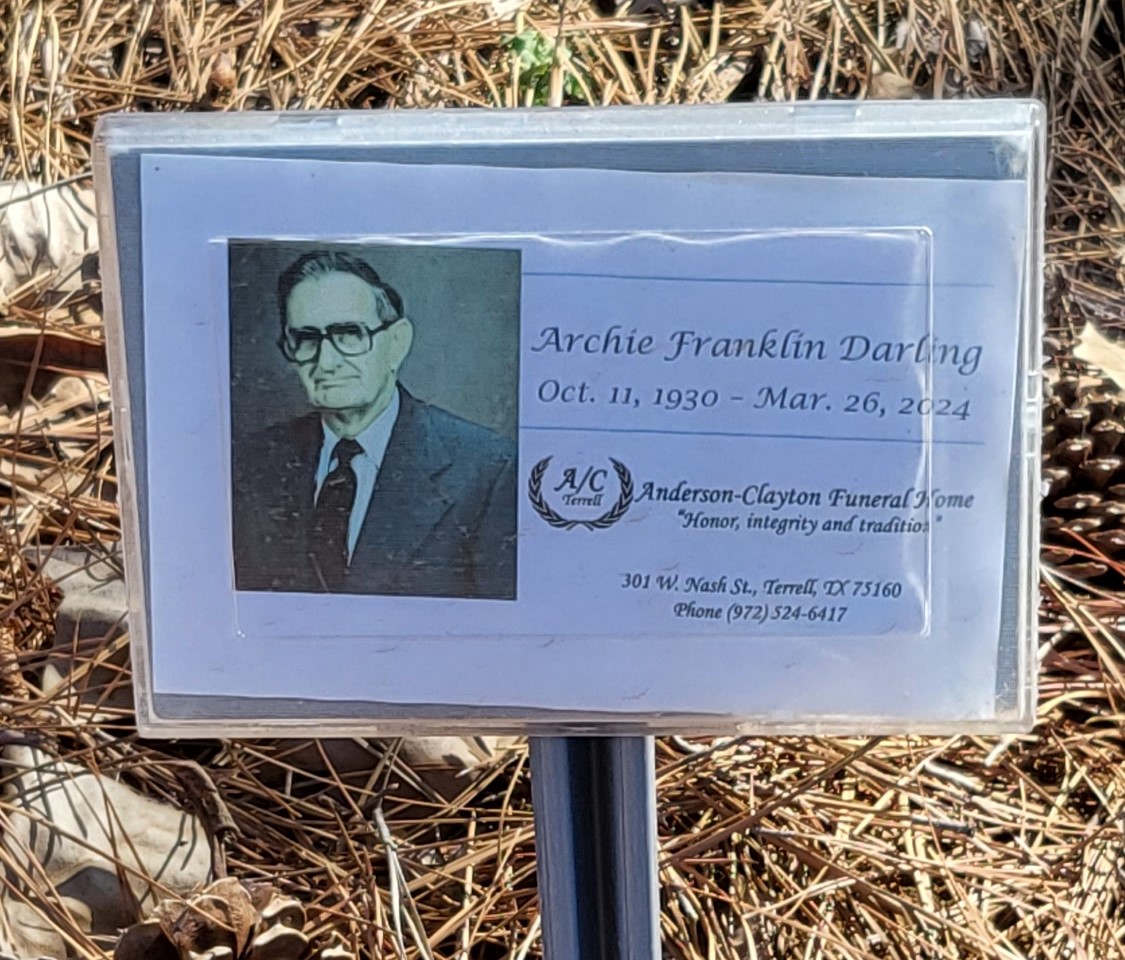 Archie Franklin Darling
Oct. 11, 1930 – Mar. 26, 2024
A/C
Terrell
Anderson-Clayton Funeral Home
"Honor, integrity and tradition"
301 W. Nash St., Terrell, TX 75160
Phone (972) 524-6417